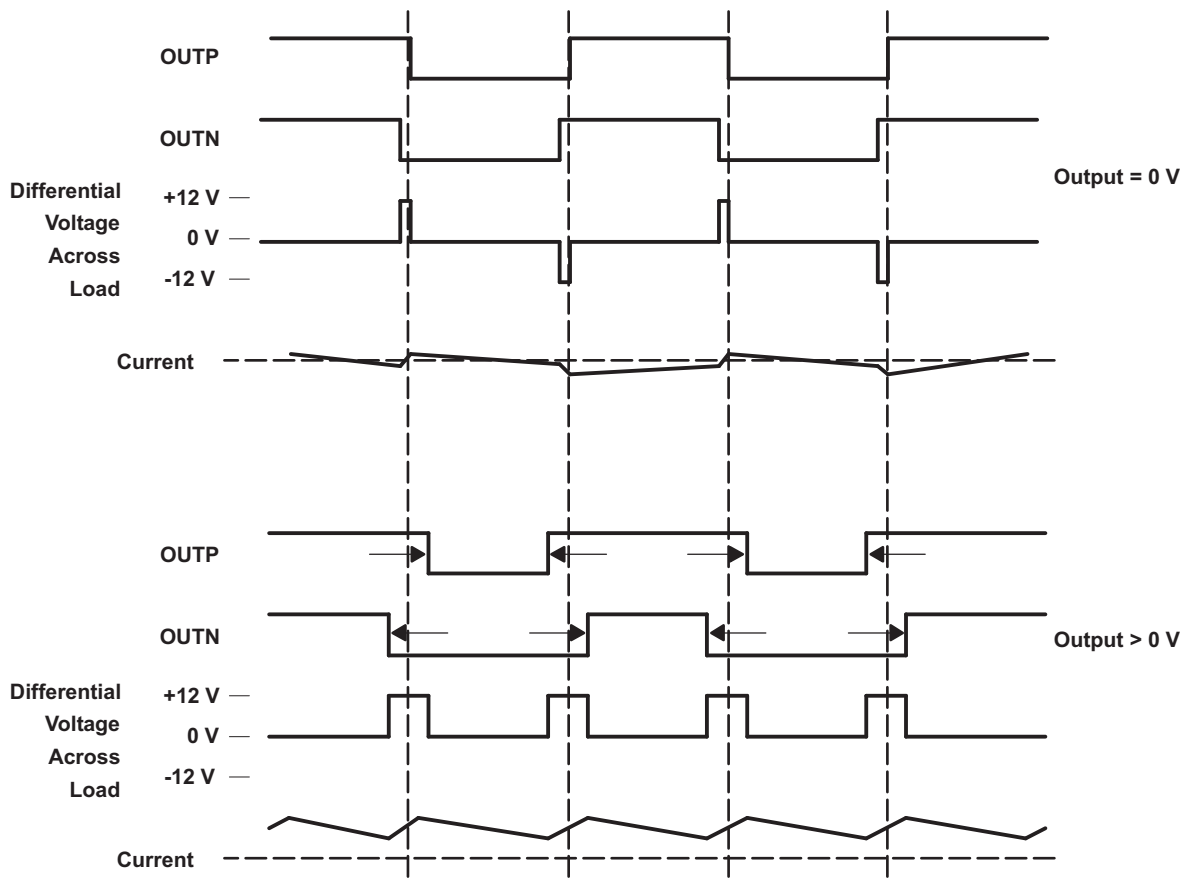 OUTP
OUTN
Output = 0 V
Differential
Voltage
Across
Load
+12 V
0 V
-12 V
Current
OUTP
OUTN
Output > 0 V
Differential
Voltage
Across
Load
+12 V
0 V
-12 V
Current